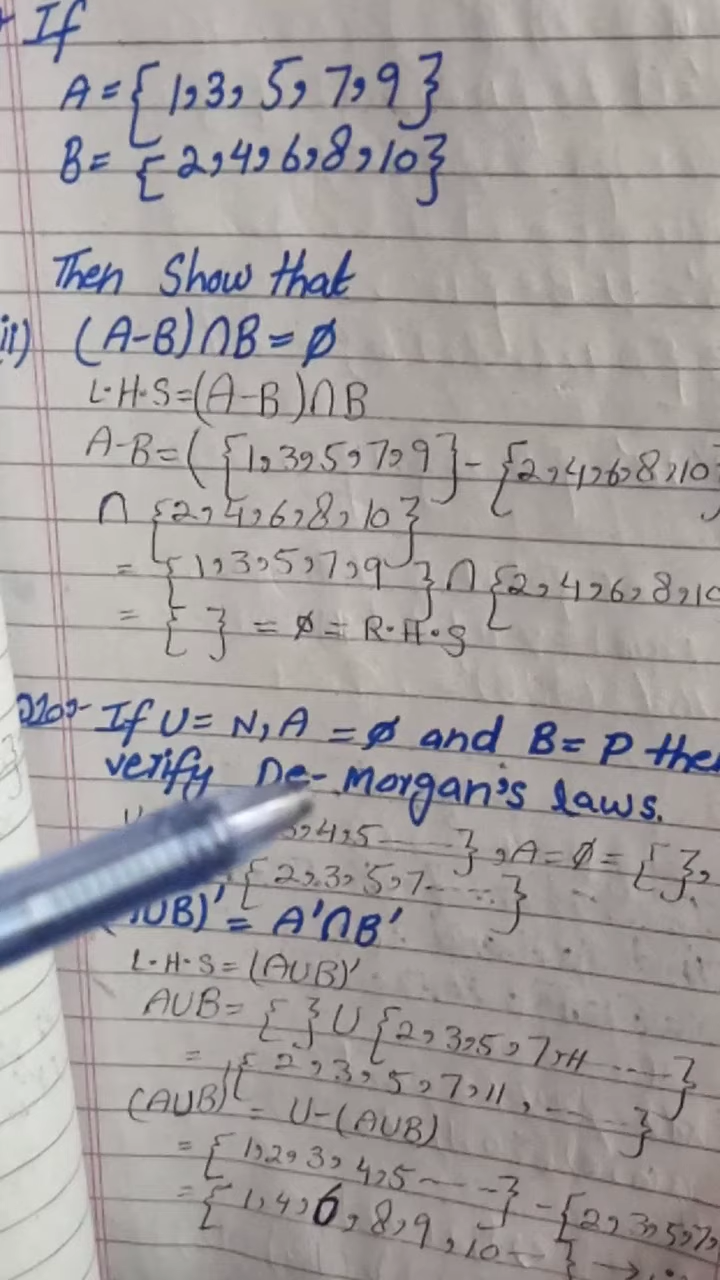 If
A = {1, 3, 5, 7, 9}
B = {2, 4, 6, 8, 10}
Then Show that
ii) (A-B)∩B = ø
L.H.S = (A-B)∩B
A-B = ({1, 3, 5, 7, 9} - {2, 4, 6, 8, 10}
∩ {2, 4, 6, 8, 10}
= {1, 3, 5, 7, 9} ∩ {2, 4, 6, 8, 10
= { } = ø = R.H.S
If U = N, A = ø and B = P the
verify De-Morgan's laws.
3, 4, 5 ------}, A = ø = { },
{2, 3, 5, 7 ------}
UB)' = A'∩B'
L.H.S = (AUB)'
AUB = { } U {2, 3, 5, 7, 11 ------}
= {2, 3, 5, 7, 11, ------}
(AUB)' = U-(AUB)
= {1, 2, 3, 4, 5 ------} - {2, 3, 5, 7,
= {1, 4, 6, 8, 9, 10 --- } →